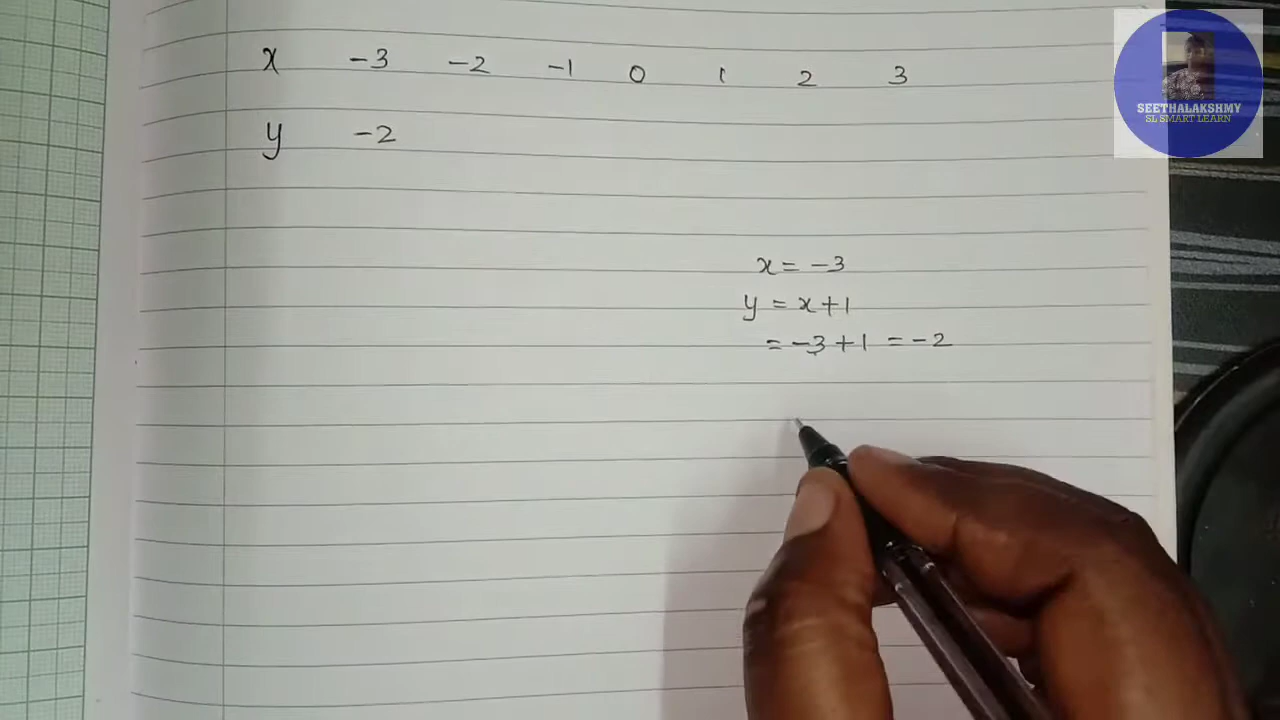 x -3 -2 -1 0 1 2 3
y -2
x = -3
y = x+1
= -3+1 = -2
SEETHALAKSHMY
SL SMART LEARN